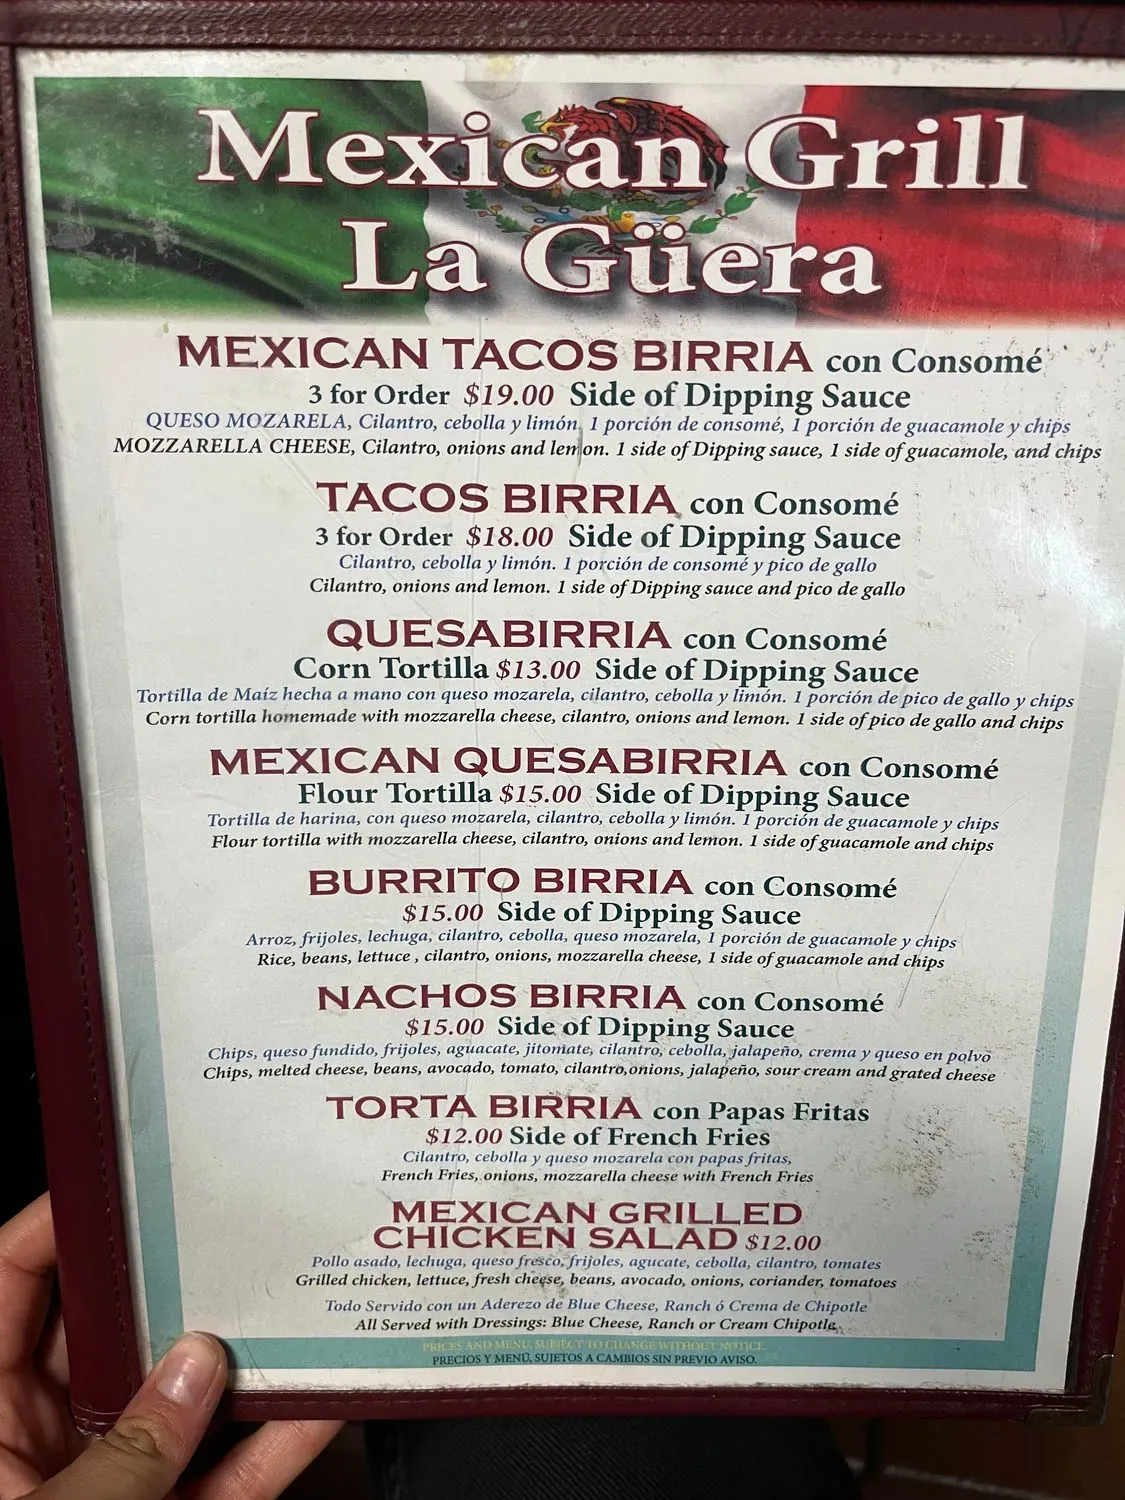 Mexican Grill
La Güera
MEXICAN TACOS BIRRIA con Consomé
3 for Order $19.00 Side of Dipping Sauce
QUESO MOZARELA, Cilantro, cebolla y limón, 1 porción de consomé, 1 porción de guacamole y chips
MOZZARELLA CHEESE, Cilantro, onions and lemon. 1 side of Dipping sauce, 1 side of guacamole, and chips
TACOS BIRRIA con Consomé
3 for Order $18.00 Side of Dipping Sauce
Cilantro, cebolla y limón. 1 porción de consomé y pico de gallo
Cilantro, onions and lemon. 1 side of Dipping sauce and pico de gallo
QUESABIRRIA con Consomé
Corn Tortilla $13.00 Side of Dipping Sauce
Tortilla de Maíz hecha a mano con queso mozarela, cilantro, cebolla y limón. 1 porción de pico de gallo y chips
Corn tortilla homemade with mozzarella cheese, cilantro, onions and lemon. 1 side of pico de gallo and chips
MEXICAN QUESABIRRIA con Consomé
Flour Tortilla $15.00 Side of Dipping Sauce
Tortilla de harina, con queso mozarela, cilantro, cebolla y limón. 1 porción de guacamole y chips
Flour tortilla with mozzarella cheese, cilantro, onions and lemon. 1 side of guacamole and chips
BURRITO BIRRIA con Consomé
$15.00 Side of Dipping Sauce
Arroz, frijoles, lechuga, cilantro, cebolla, queso mozarela, 1 porción de guacamole y chips
Rice, beans, lettuce , cilantro, onions, mozzarella cheese, 1 side of guacamole and chips
NACHOS BIRRIA con Consomé
$15.00 Side of Dipping Sauce
Chips, queso fundido, frijoles, aguacate, jitomate, cilantro, cebolla, jalapeño, crema y queso en polvo
Chips, melted cheese, beans, avocado, tomato, cilantro,onions, jalapeño, sour cream and grated cheese
TORTA BIRRIA con Papas Fritas
$12.00 Side of French Fries
Cilantro, cebolla y queso mozarela con papas fritas,
French Fries, onions, mozzarella cheese with French Fries
MEXICAN GRILLED
CHICKEN SALAD $12.00
Pollo asado, lechuga, queso fresco, frijoles, agucate, cebolla, cilantro, tomates
Grilled chicken, lettuce, fresh cheese, beans, avocado, onions, coriander, tomatoes
Todo Servido con un Aderezo de Blue Cheese, Ranch ó Crema de Chipotle
All Served with Dressings: Blue Cheese, Ranch or Cream Chipotle.
PRICES AND MENU, SUBJECT TO CHANGE WITHOUT NOTICE.
PRECIOS Y MENÚ, SUJETOS A CAMBIOS SIN PREVIO AVISO.